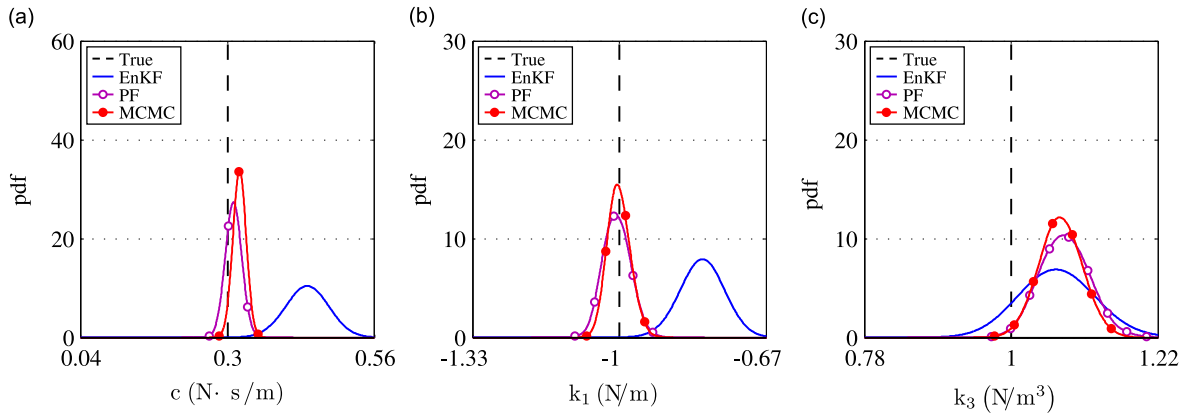 (a)
60
40
20
0
pdf
True
EnKF
PF
MCMC
0.04 0.3 0.56
c (N· s/m)
(b)
30
20
10
0
pdf
True
EnKF
PF
MCMC
-1.33 -1 -0.67
k₁ (N/m)
(c)
30
20
10
0
pdf
True
EnKF
PF
MCMC
0.78 1 1.22
k₃ (N/m³)